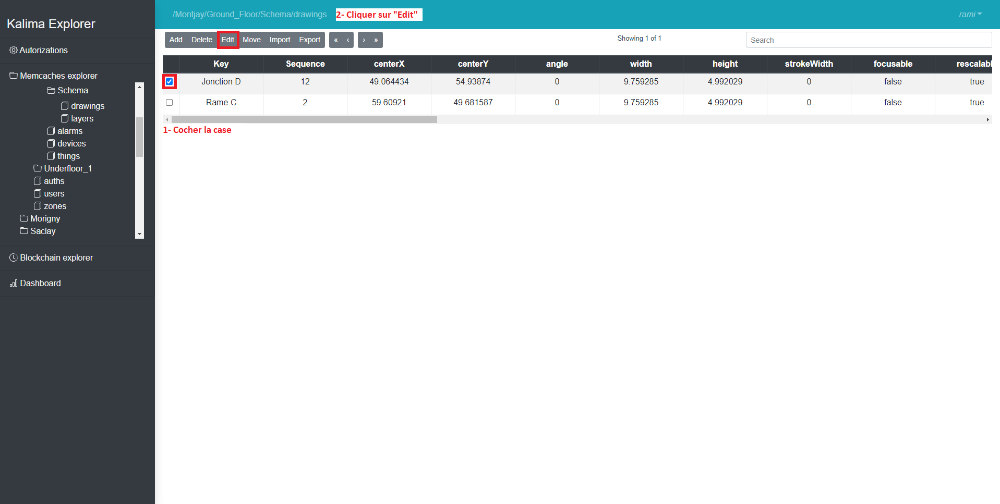 Kalima Explorer
/Montjay/Ground_Floor/Schema/drawings 2- Cliquer sur "Edit" rami
Autorizations
Memcaches explorer
Schema
drawings
layers
alarms
devices
things
Underfloor_1
auths
users
zones
Morigny
Saclay
Blockchain explorer
Dashboard
Add Delete Edit Move Import Export « ‹ › » Showing 1 of 1 Search
Key Sequence centerX centerY angle width height strokeWidth focusable rescalabl
Jonction D 12 49.064434 54.93874 0 9.759285 4.992029 0 false true
Rame C 2 59.60921 49.681587 0 9.759285 4.992029 0 false true
1- Cocher la case